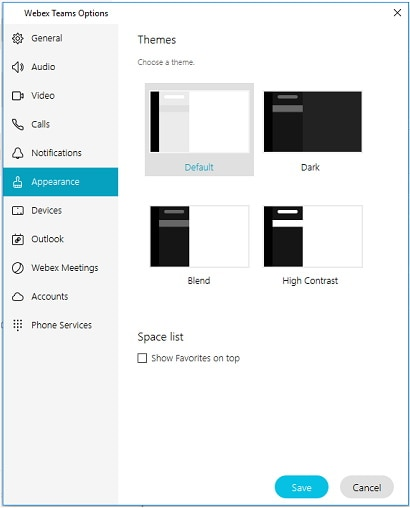 Webex Teams Options
General
Audio
Video
Calls
Notifications
Appearance
Devices
Outlook
Webex Meetings
Accounts
Phone Services
Themes
Choose a theme.
Default
Dark
Blend
High Contrast
Space list
Show Favorites on top
Save
Cancel